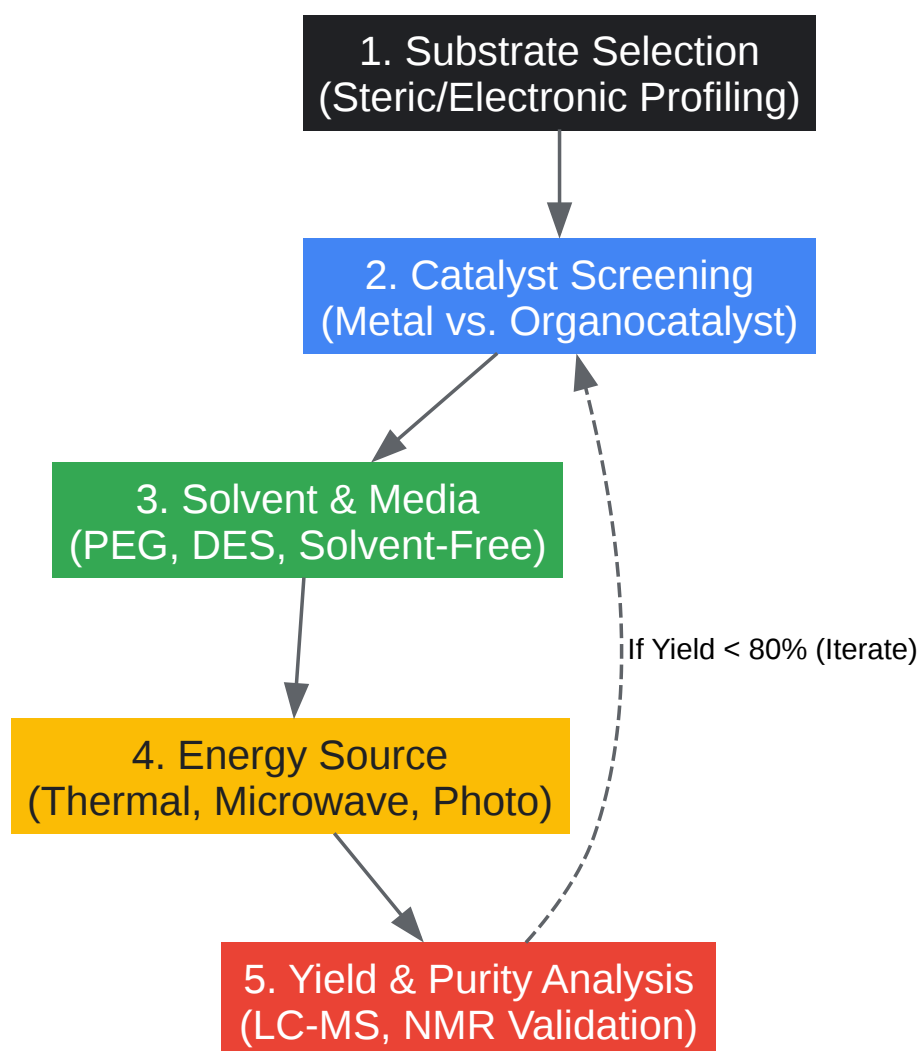 1. Substrate Selection
(Steric/Electronic Profiling)
2. Catalyst Screening
(Metal vs. Organocatalyst)
3. Solvent & Media
(PEG, DES, Solvent-Free)
If Yield < 80% (Iterate)
4. Energy Source
(Thermal, Microwave, Photo)
5. Yield & Purity Analysis
(LC-MS, NMR Validation)